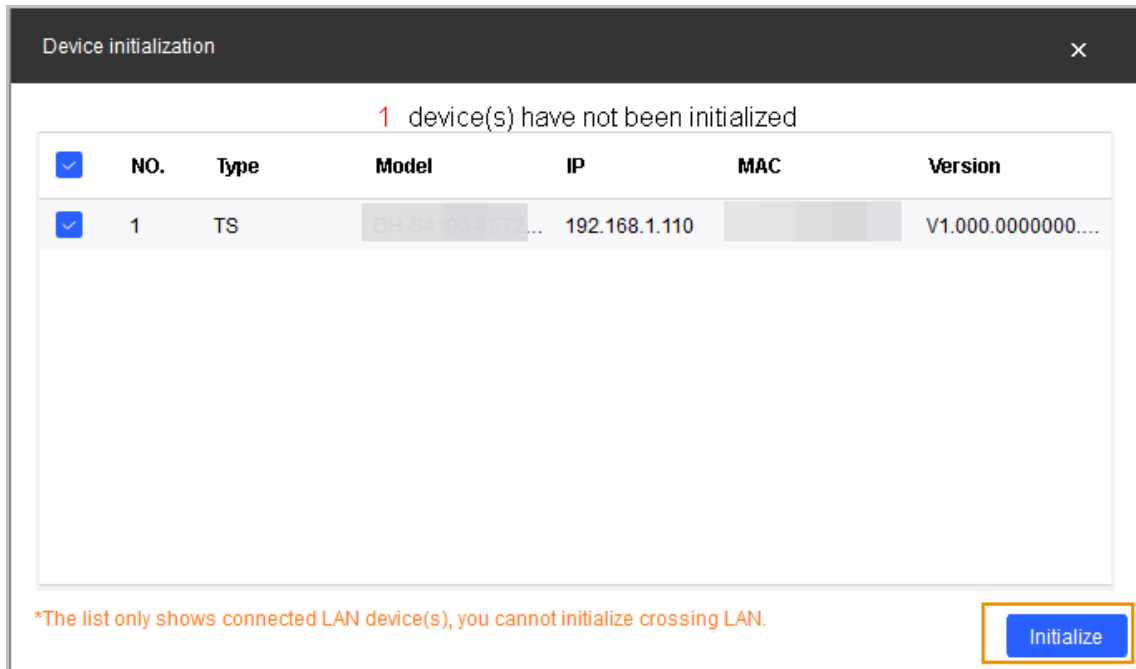 Device initialization
1 device(s) have not been initialized
NO. Type Model IP MAC Version
1 TS ... 192.168.1.110 V1.000.0000000....
*The list only shows connected LAN device(s), you cannot initialize crossing LAN.
Initialize